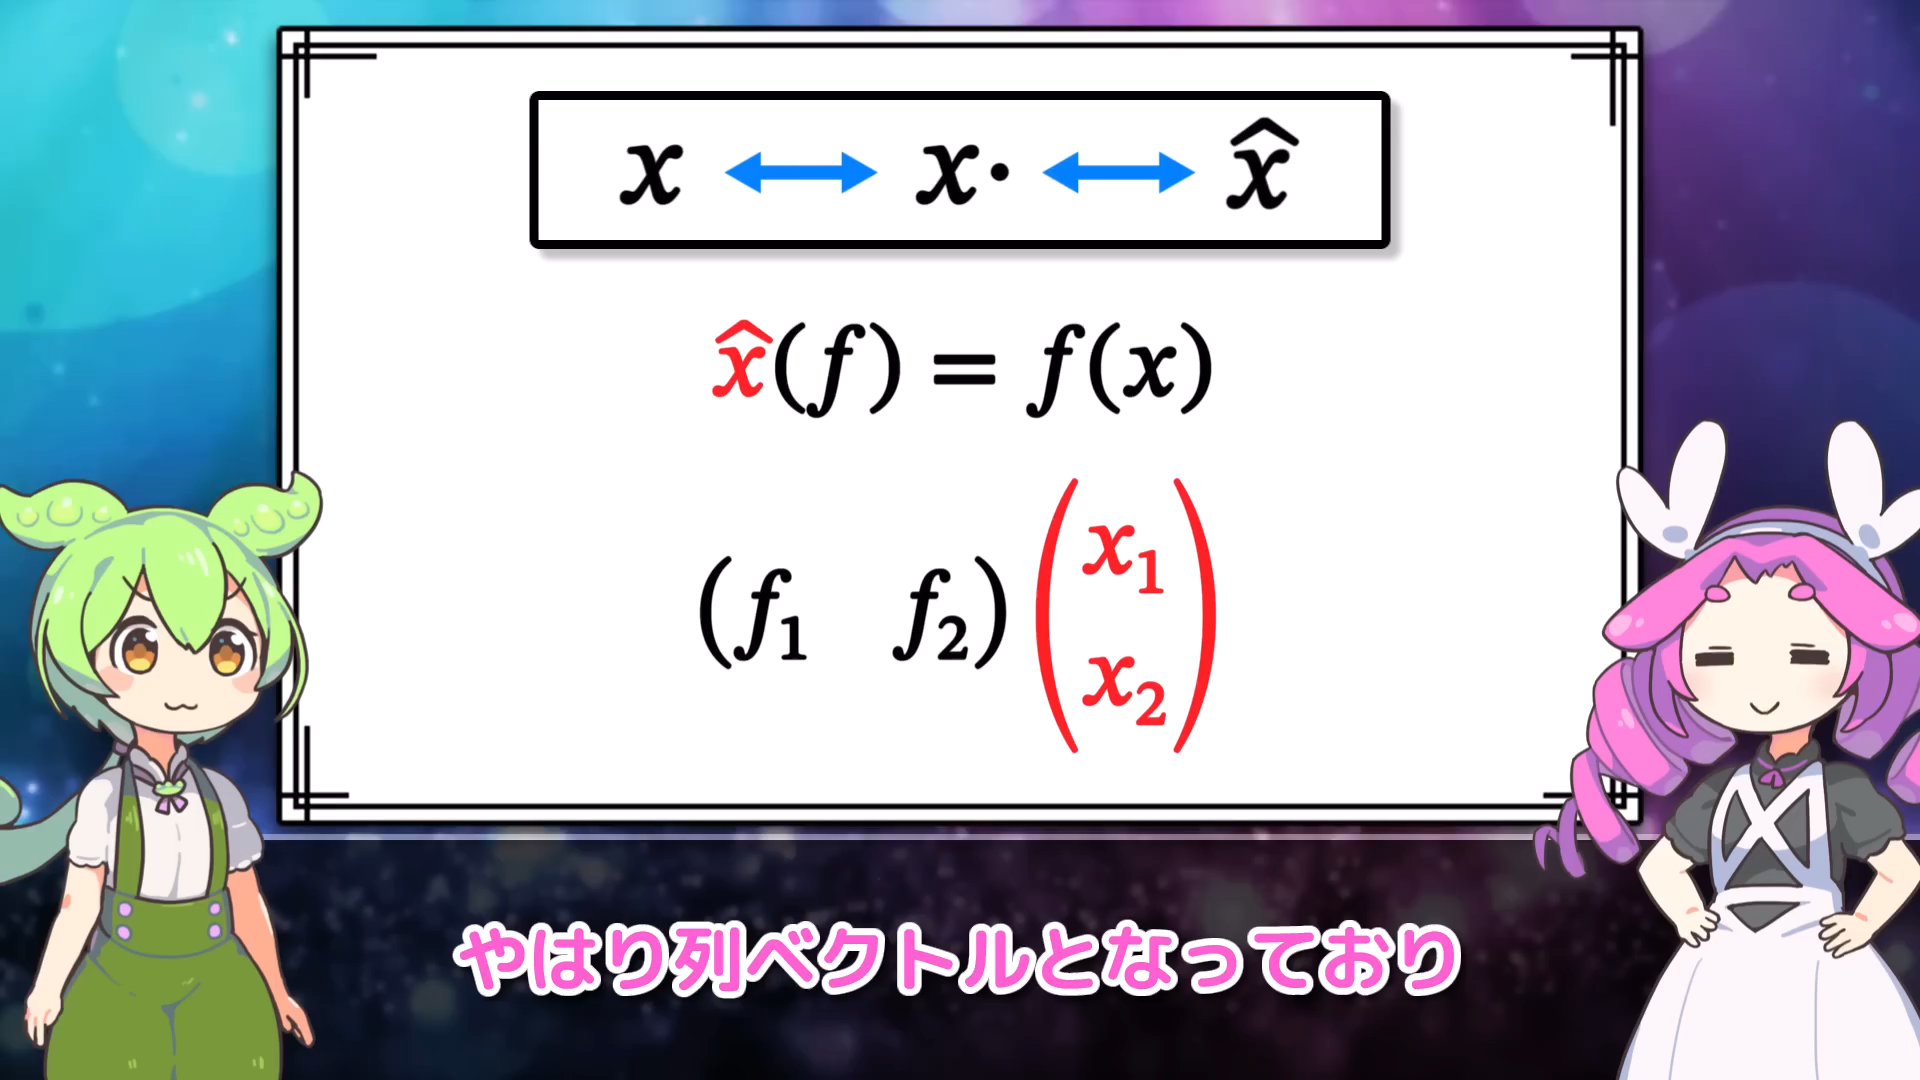 x ↔ x· ↔ x̂
x̂(f) = f(x)
(f₁ f₂)(x₁
x₂)
やはり列ベクトルとなっており